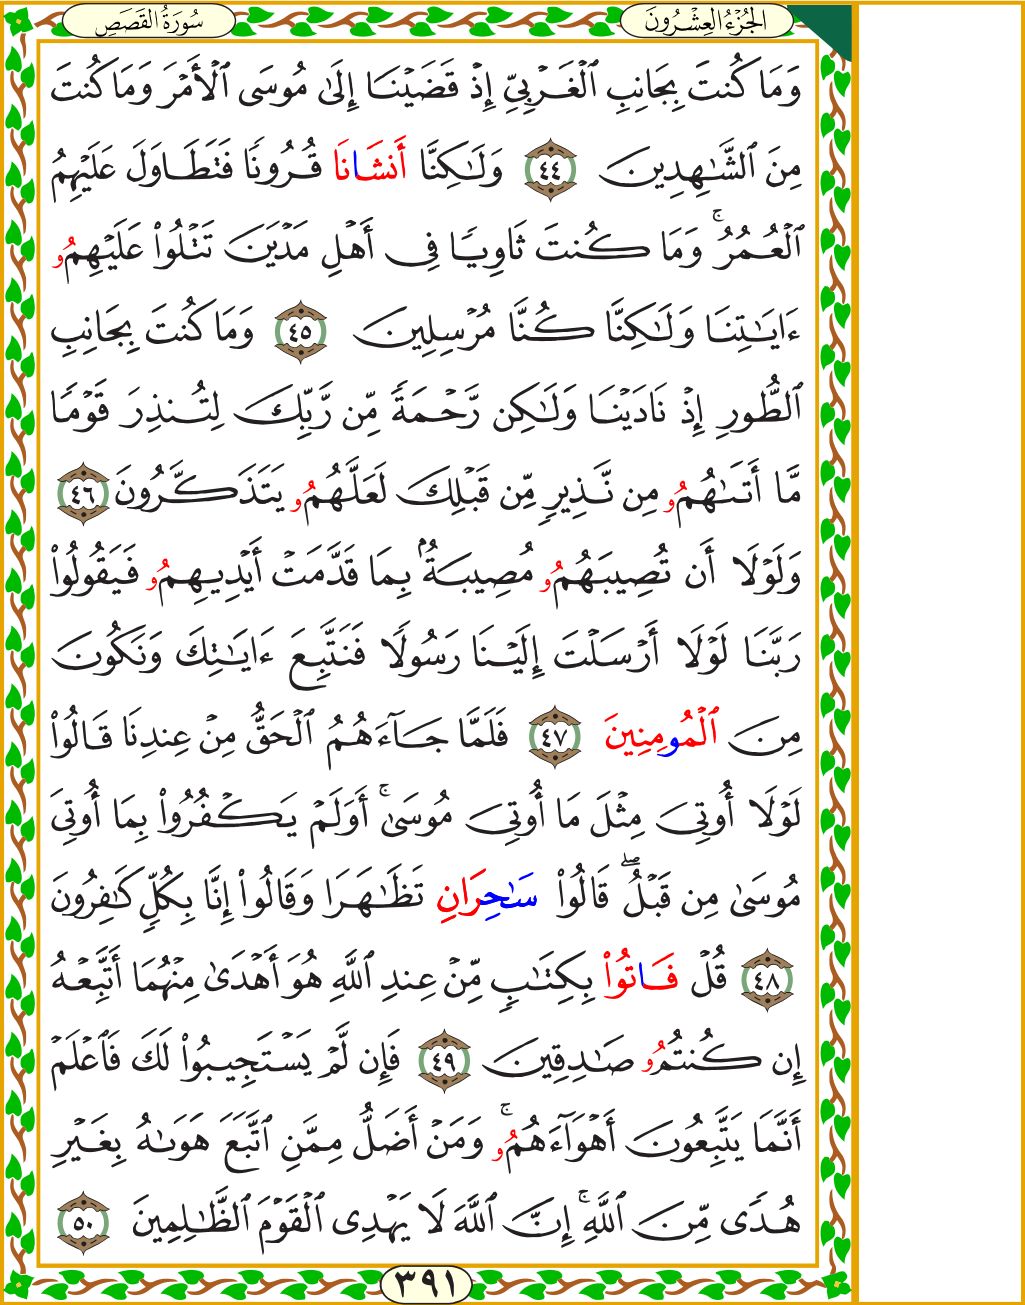 الجُزْءُ العِشْرُونَ
سُورَةُ القَصَصِ
وَمَا كُنتَ بِجَانِبِ ٱلْغَرْبِيِّ إِذْ قَضَيْنَا إِلَىٰ مُوسَى ٱلْأَمْرَ وَمَا كُنتَ
مِنَ ٱلشَّٰهِدِينَ ٤٤ وَلَٰكِنَّا أَنشَانَا قُرُونًا فَتَطَاوَلَ عَلَيْهِمُ
ٱلْعُمُرُ ۚ وَمَا كُنتَ ثَاوِيًا فِى أَهْلِ مَدْيَنَ تَتْلُوا۟ عَلَيْهِمُو
ءَايَٰتِنَا وَلَٰكِنَّا كُنَّا مُرْسِلِينَ ٤٥ وَمَا كُنتَ بِجَانِبِ
ٱلطُّورِ إِذْ نَادَيْنَا وَلَٰكِن رَّحْمَةً مِّن رَّبِّكَ لِتُنذِرَ قَوْمًا
مَّا أَتَىٰهُمُو مِن نَّذِيرٍ مِّن قَبْلِكَ لَعَلَّهُمُو يَتَذَكَّرُونَ ٤٦
وَلَوْلَا أَن تُصِيبَهُمُو مُصِيبَةٌۢ بِمَا قَدَّمَتْ أَيْدِيهِمُو فَيَقُولُوا۟
رَبَّنَا لَوْلَا أَرْسَلْتَ إِلَيْنَا رَسُولًا فَنَتَّبِعَ ءَايَٰتِكَ وَنَكُونَ
مِنَ ٱلْمُومِنِينَ ٤٧ فَلَمَّا جَآءَهُمُ ٱلْحَقُّ مِنْ عِندِنَا قَالُوا۟
لَوْلَا أُوتِىَ مِثْلَ مَا أُوتِىَ مُوسَىٰ ۚ أَوَلَمْ يَكْفُرُوا۟ بِمَا أُوتِىَ
مُوسَىٰ مِن قَبْلُ ۖ قَالُوا۟ سَٰحِرَانِ تَظَٰهَرَا وَقَالُوا۟ إِنَّا بِكُلٍّ كَٰفِرُونَ
٤٨ قُلْ فَاتُوا۟ بِكِتَٰبٍ مِّنْ عِندِ ٱللَّهِ هُوَ أَهْدَىٰ مِنْهُمَا أَتَّبِعْهُ
إِن كُنتُمُو صَٰدِقِينَ ٤٩ فَإِن لَّمْ يَسْتَجِيبُوا۟ لَكَ فَٱعْلَمْ
أَنَّمَا يَتَّبِعُونَ أَهْوَآءَهُمُو ۚ وَمَنْ أَضَلُّ مِمَّنِ ٱتَّبَعَ هَوَىٰهُ بِغَيْرِ
هُدًى مِّنَ ٱللَّهِ ۚ إِنَّ ٱللَّهَ لَا يَهْدِى ٱلْقَوْمَ ٱلظَّٰلِمِينَ ٥٠
٣٩١